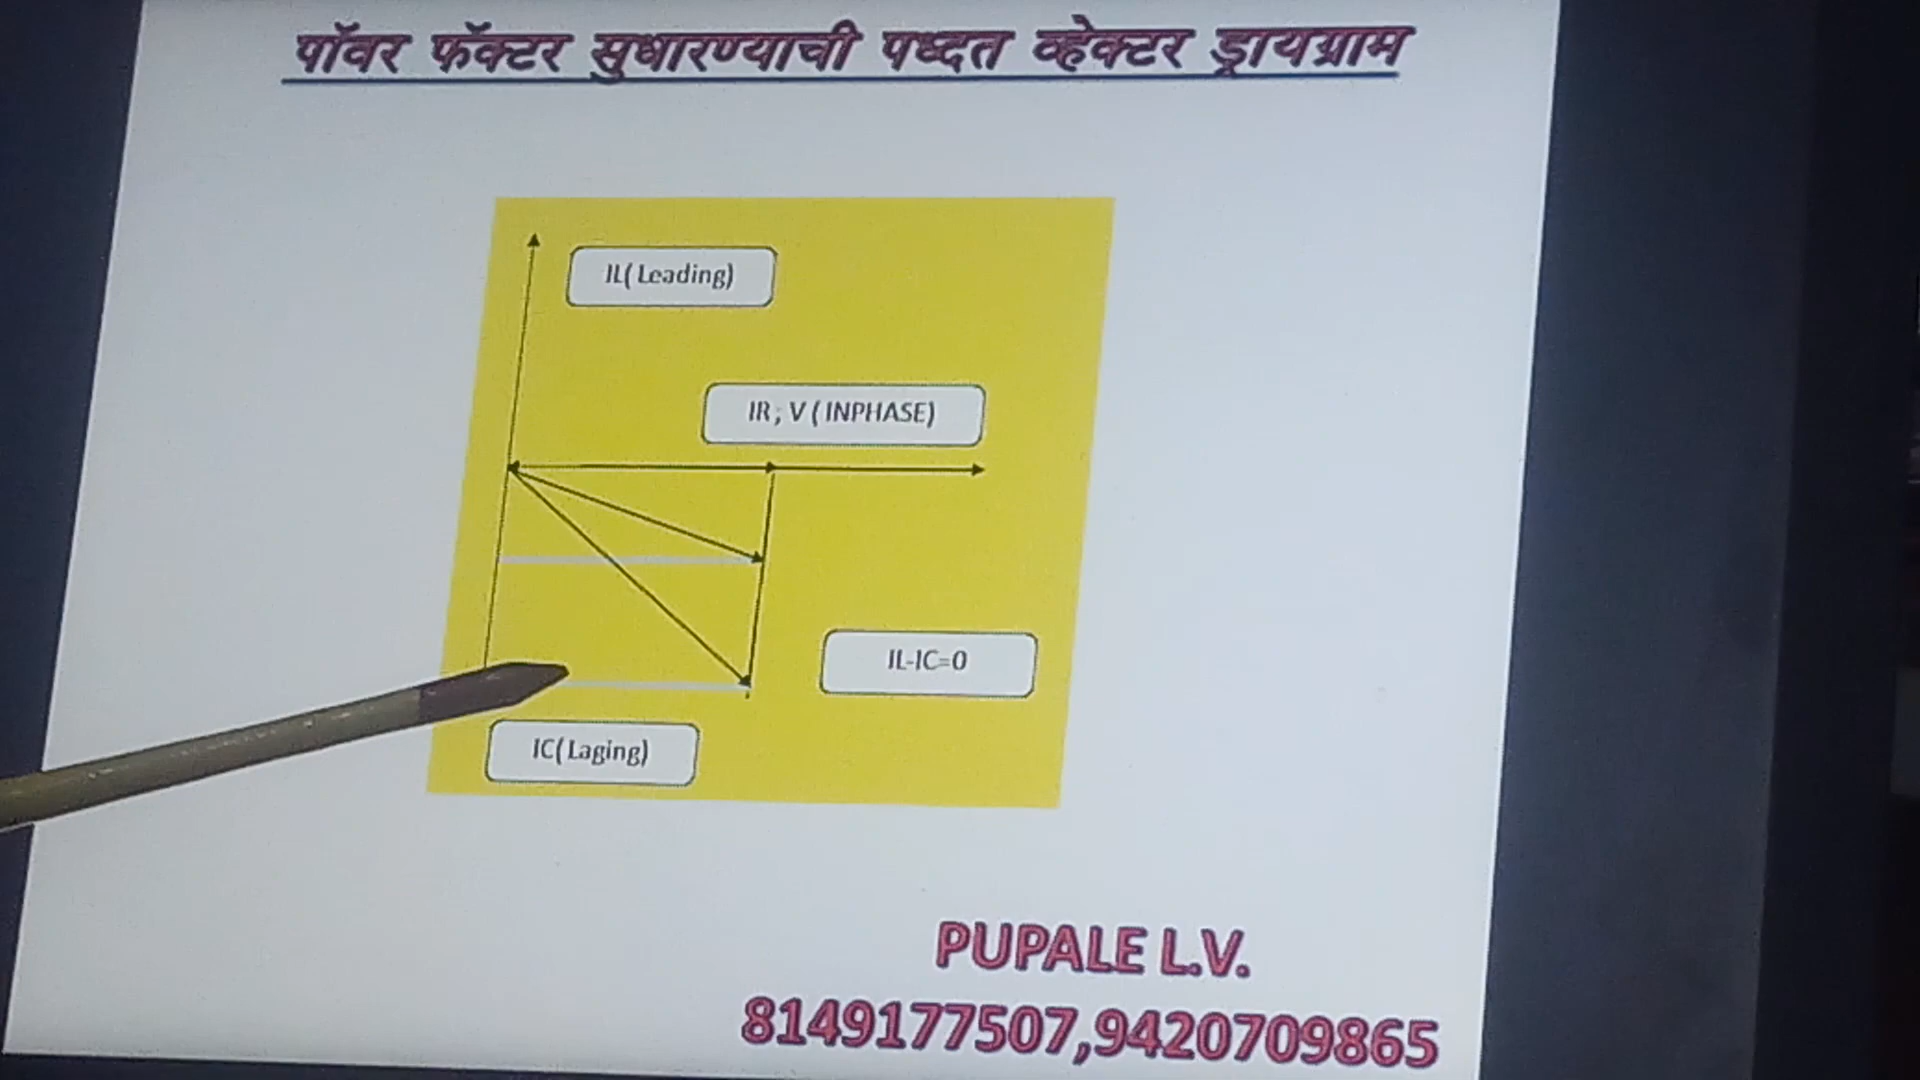 पॉवर फॅक्टर सुधारण्याची पध्दत व्हेक्टर ड्रायग्राम
IL( Leading)
IR ; V ( INPHASE)
IL-IC=0
IC( Laging)
PUPALE L.V.
8149177507,9420709865